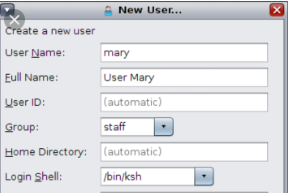 New User...
Create a new user
User Name: mary
Full Name: User Mary
User ID: (automatic)
Group: staff
Home Directory: (automatic)
Login Shell: /bin/ksh